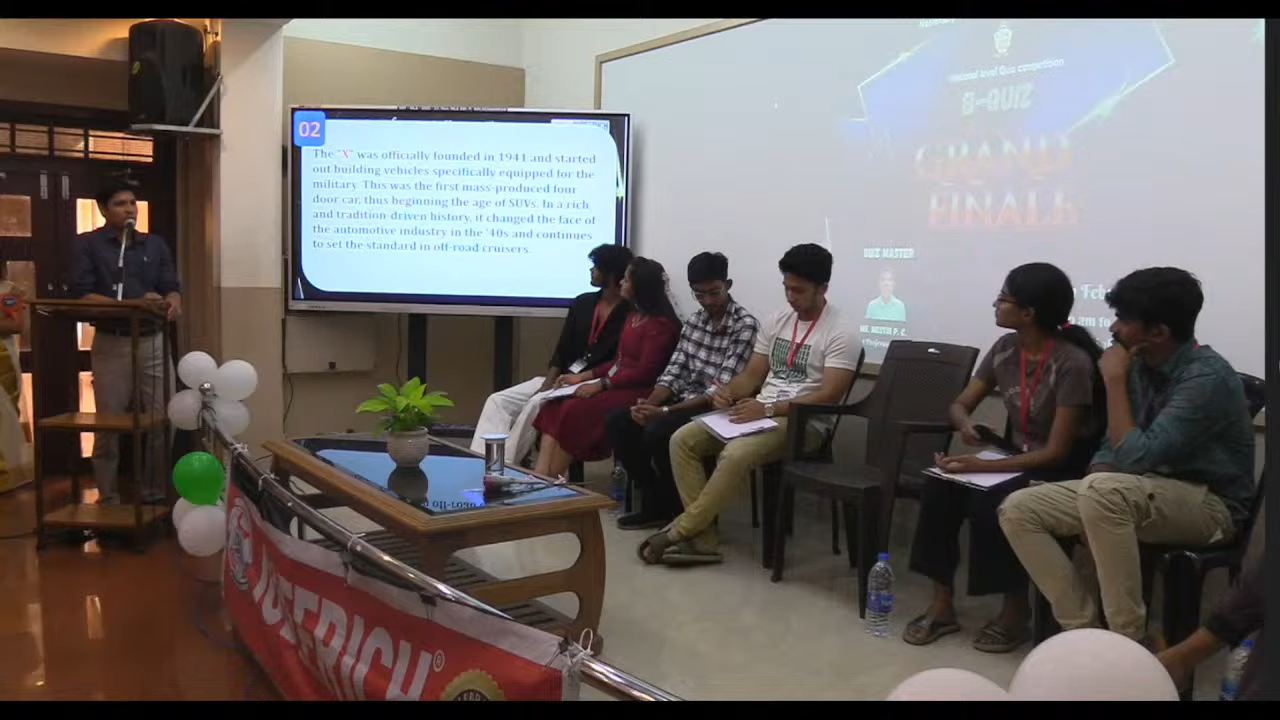 02
The "X" was officially founded in 1941 and started
out building vehicles specifically equipped for the
military. This was the first mass-produced four
door car, thus beginning the age of SUVs. In a rich
and tradition-driven history, it changed the face of
the automotive industry in the '40s and continues
to set the standard in off-road cruisers.
national level Quiz competition
B-QUIZ
GRAND
FINALE
QUIZ MASTER
ICEFRICH®